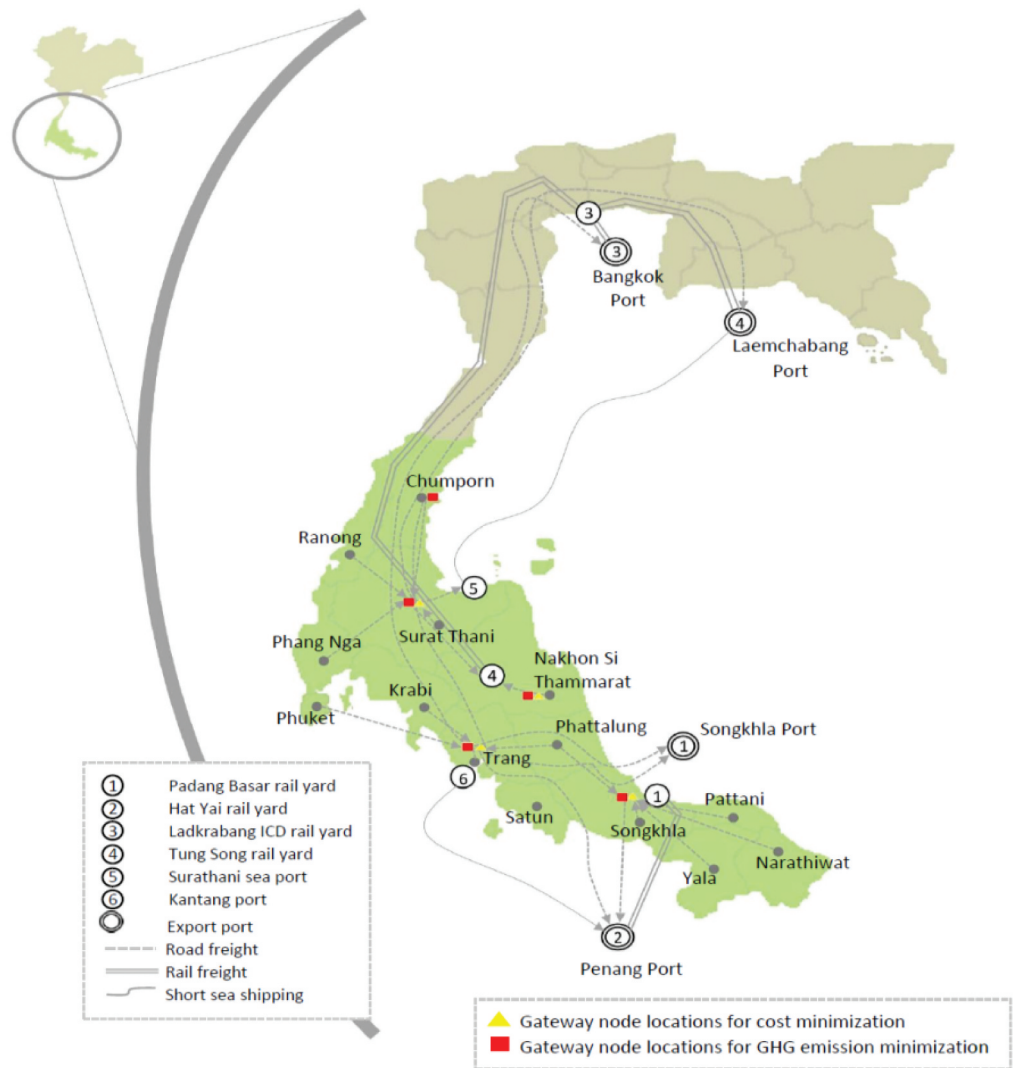 3
3
Bangkok
Port
4
Laemchabang
Port
Chumporn
Ranong
5
Surat Thani
Phang Nga
4
Nakhon Si
Thammarat
Krabi
Phuket
Phattalung
Songkhla Port
1
Trang
6
1
Pattani
Satun
Songkhla
Narathiwat
Yala
2
Penang Port
1 Padang Basar rail yard
2 Hat Yai rail yard
3 Ladkrabang ICD rail yard
4 Tung Song rail yard
5 Surathani sea port
6 Kantang port
Export port
Road freight
Rail freight
Short sea shipping
Gateway node locations for cost minimization
Gateway node locations for GHG emission minimization